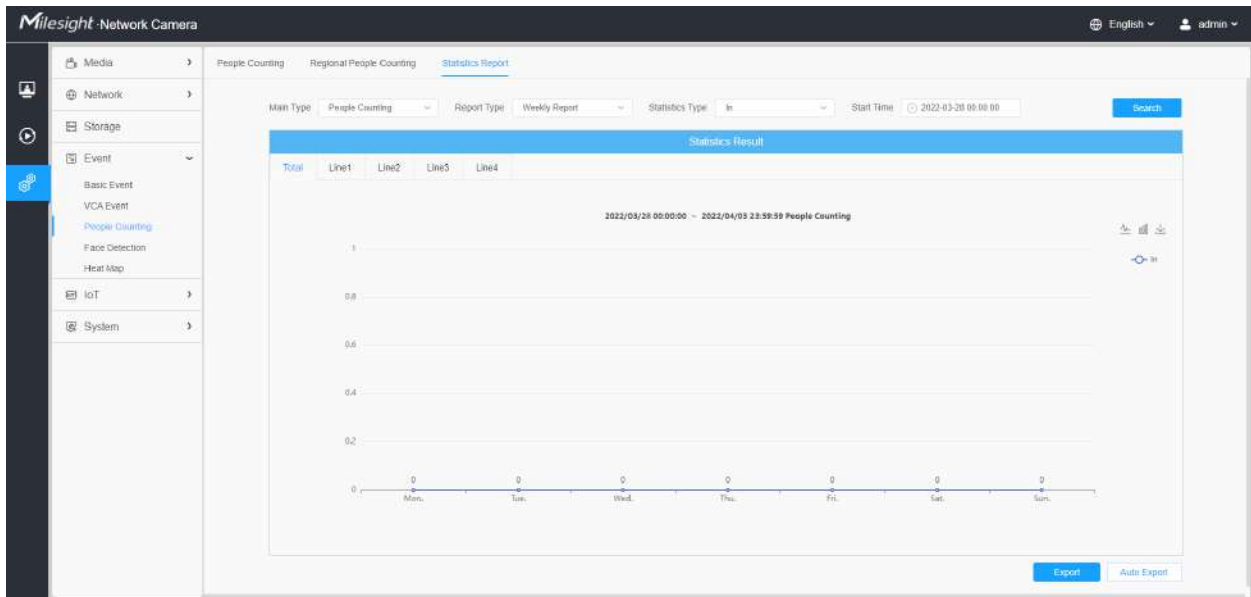 Milesight Network Camera
English
admin
Media
Network
Storage
Event
Basic Event
VCA Event
People Counting
Face Detection
Heat Map
IoT
System
People Counting Regional People Counting Statistics Report
Main Type People Counting Report Type Weekly Report Statistics Type In Start Time 2022-03-28 00:00:00 Search
Statistics Result
Total Line1 Line2 Line3 Line4
2022/03/28 00:00:00 ~ 2022/04/03 23:59:59 People Counting
In
1
0.8
0.6
0.4
0.2
0
0 0 0 0 0 0 0
Mon. Tue. Wed. Thu. Fri. Sat. Sun.
Export Auto Export